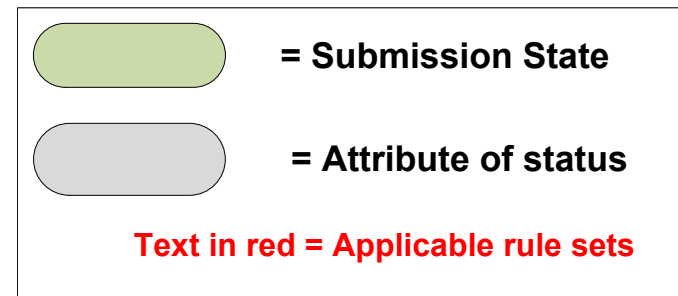 = Submission State
= Attribute of status
Text in red = Applicable rule sets